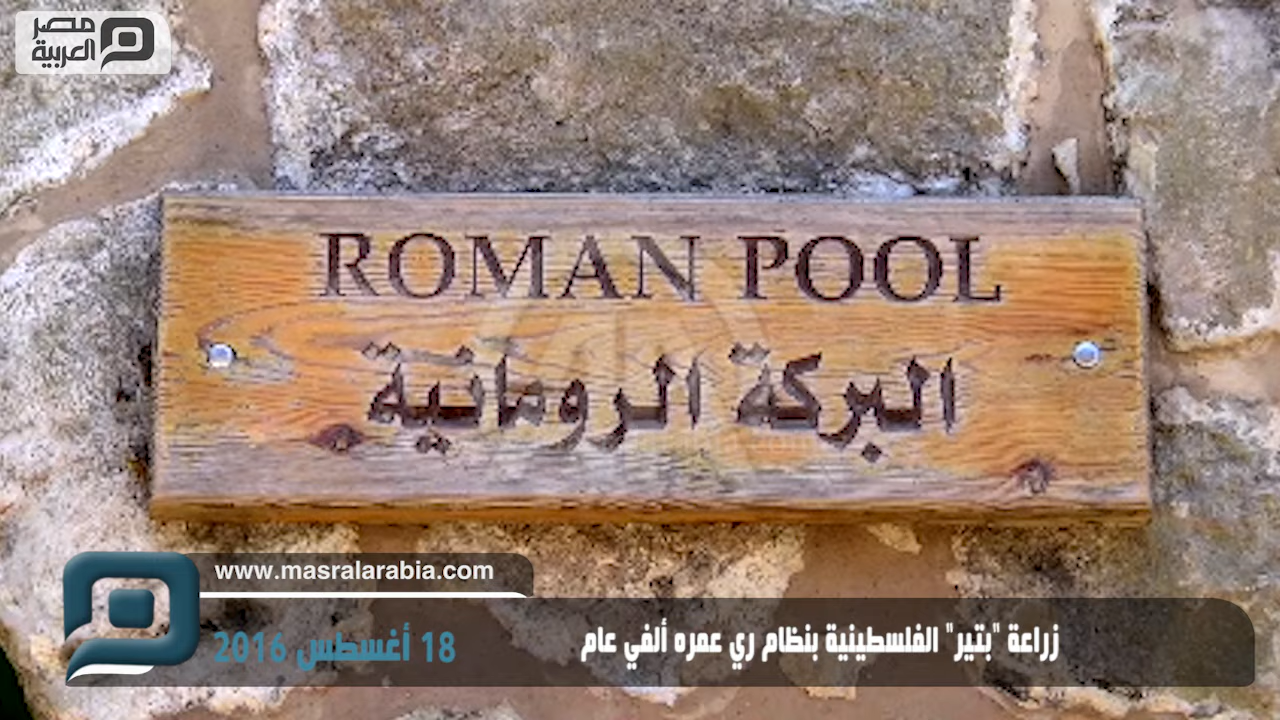 مصر
العربية
ROMAN POOL
البركة الرومانية
www.masralarabia.com
زراعة "بتير" الفلسطينية بنظام ري عمره ألفي عام
18 أغسطس 2016